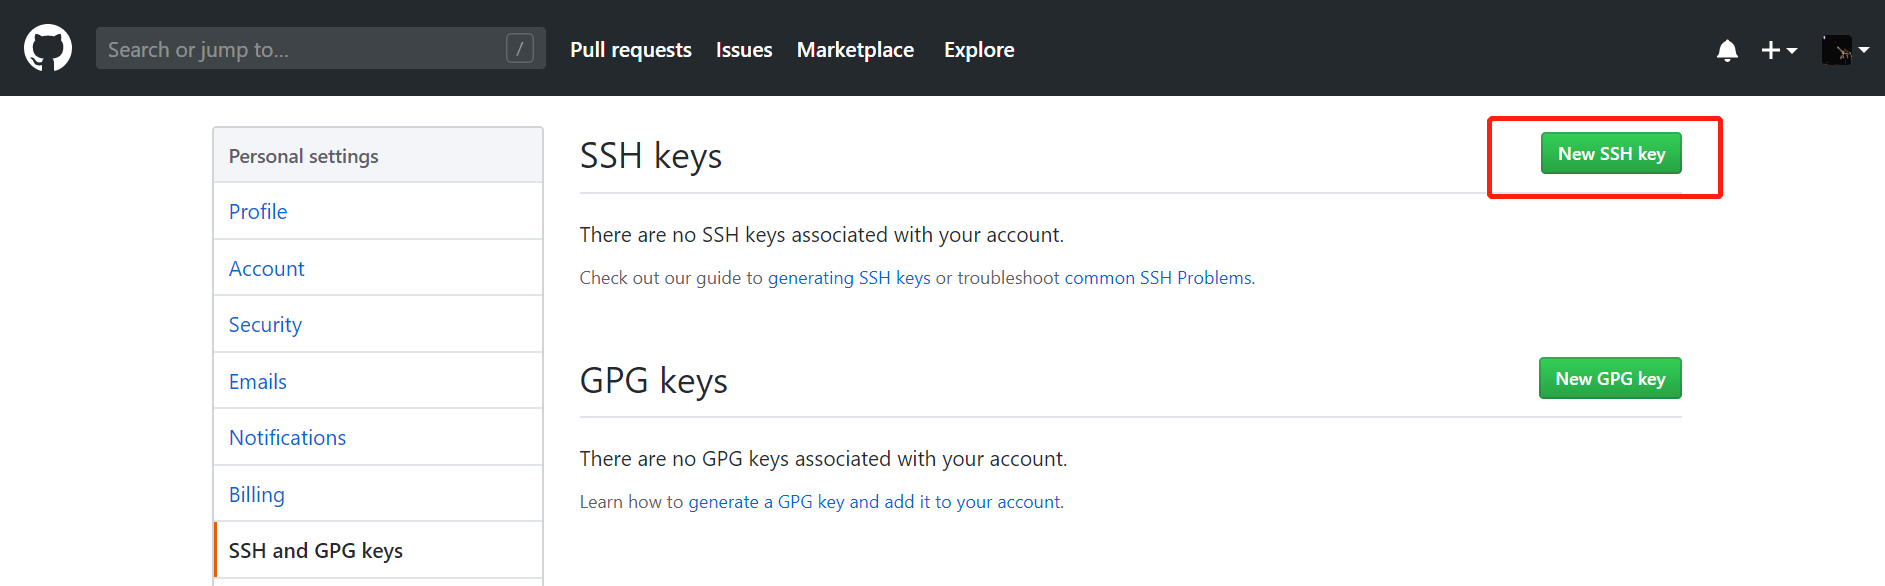 Search or jump to... / Pull requests Issues Marketplace Explore
Personal settings
Profile
Account
Security
Emails
Notifications
Billing
SSH and GPG keys
SSH keys New SSH key
There are no SSH keys associated with your account.
Check out our guide to generating SSH keys or troubleshoot common SSH Problems.
GPG keys New GPG key
There are no GPG keys associated with your account.
Learn how to generate a GPG key and add it to your account.